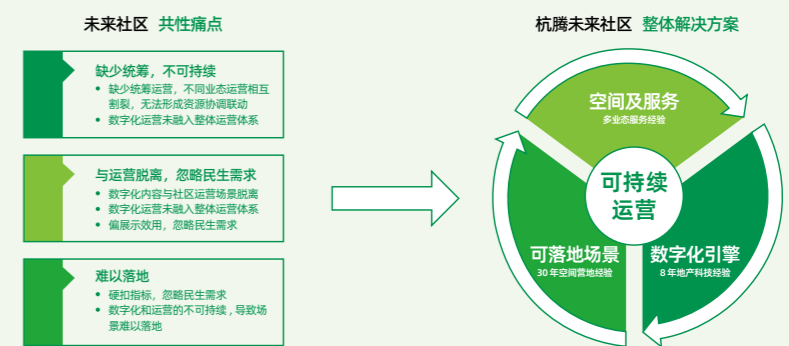 未来社区 共性痛点
缺少统筹，不可持续
• 缺少统筹运营，不同业态运营相互
割裂，无法形成资源协调联动
• 数字化运营未融入整体运营体系
与运营脱离，忽略民生需求
• 数字化内容与社区运营场景脱离
• 数字化运营未融入整体运营体系
• 偏展示效用，忽略民生需求
难以落地
• 硬扣指标，忽略民生需求
• 数字化和运营的不可持续，导致场
景难以落地
杭腾未来社区 整体解决方案
空间及服务
多业态服务经验
可持续
运营
可落地场景
30年空间营地经验
数字化引擎
8年地产科技经验